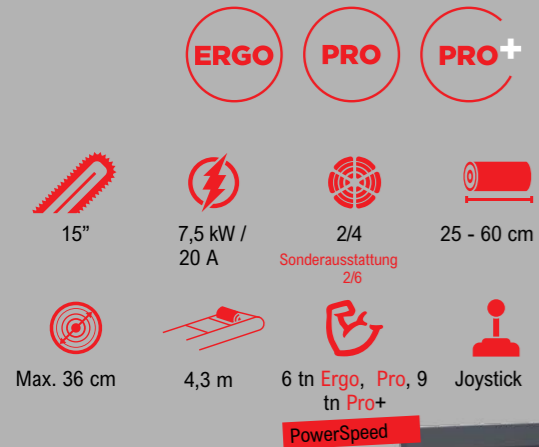 ERGO PRO PRO+
15” 7,5 kW / 2/4 25 - 60 cm
20 A Sonderausstattung
2/6
Max. 36 cm 4,3 m 6 tn Ergo, Pro, 9 Joystick
tn Pro+
PowerSpeed